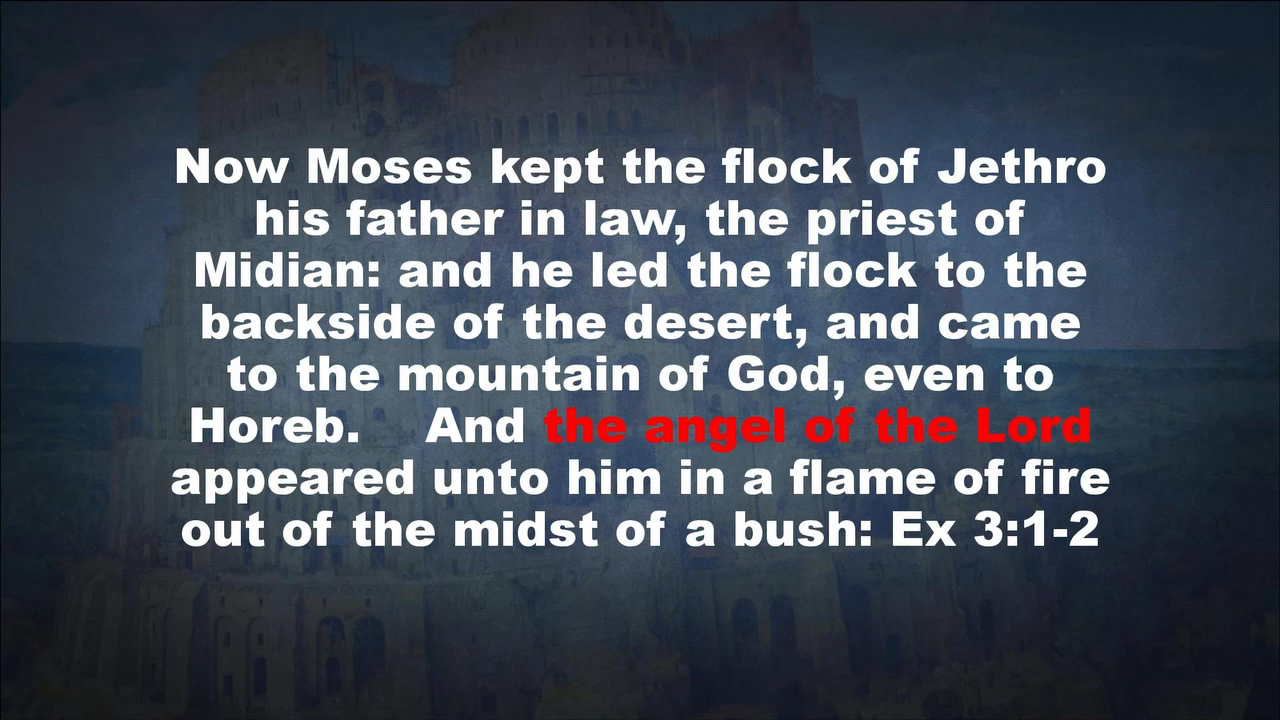 Now Moses kept the flock of Jethro
his father in law, the priest of
Midian: and he led the flock to the
backside of the desert, and came
to the mountain of God, even to
Horeb.    And the angel of the Lord
appeared unto him in a flame of fire
out of the midst of a bush: Ex 3:1-2